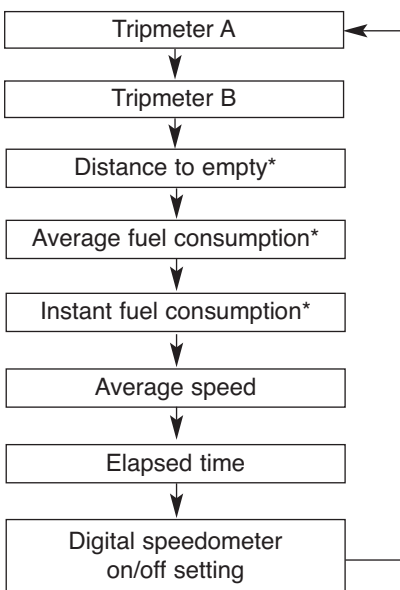 Tripmeter A
Tripmeter B
Distance to empty*
Average fuel consumption*
Instant fuel consumption*
Average speed
Elapsed time
Digital speedometer
on/off setting